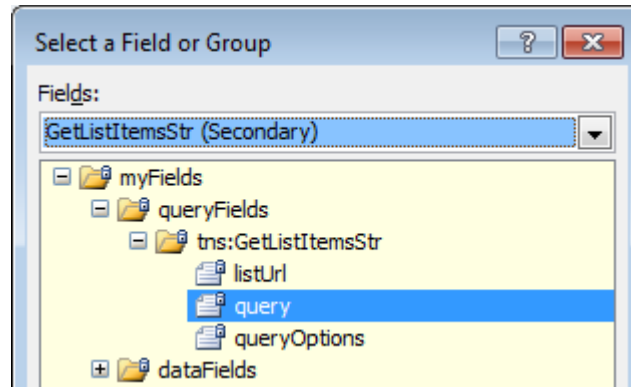 Select a Field or Group
Fields:
GetListItemsStr (Secondary)
myFields
queryFields
tns:GetListItemsStr
listUrl
query
queryOptions
dataFields